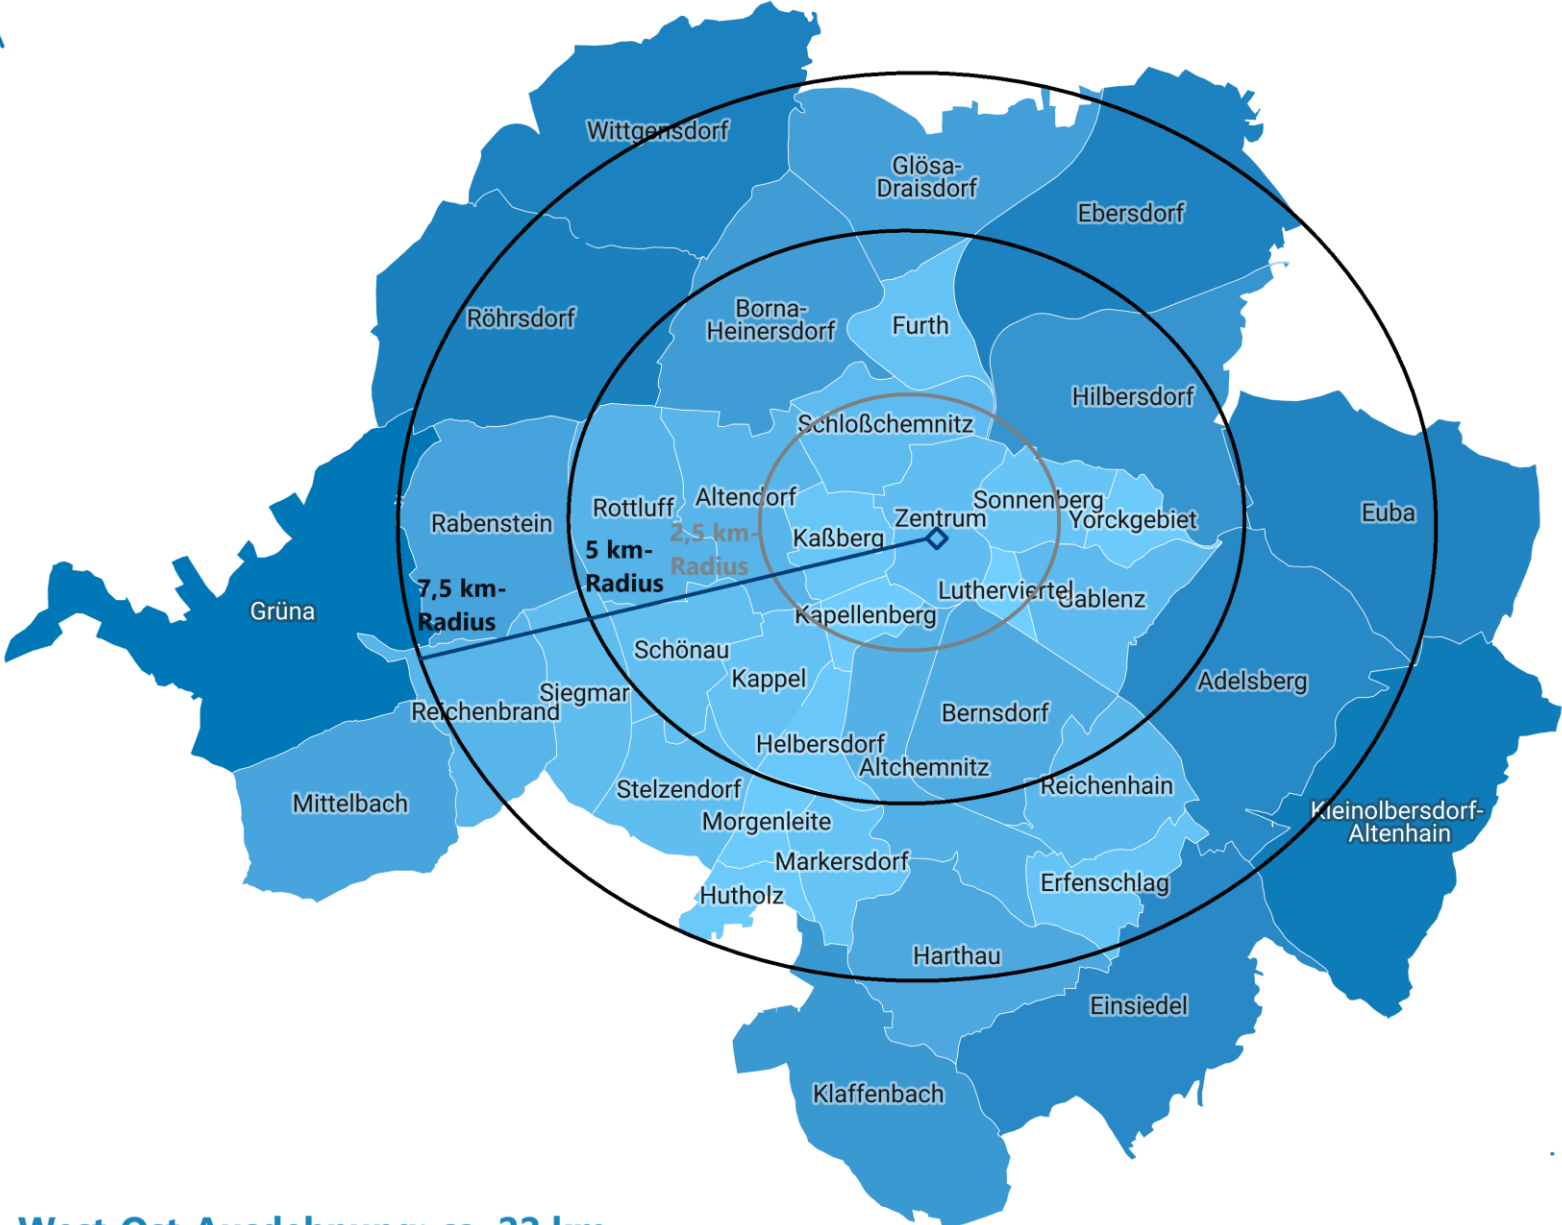 Wittgensdorf
Glösa-
Draisdorf
Ebersdorf
Röhrsdorf
Borna-
Heinersdorf
Furth
Hilbersdorf
Schloßchemnitz
Altendorf
Sonnenberg
Rottluff
Euba
Rabenstein
Zentrum
Yorckgebiet
2,5 km-
Radius
Kaßberg
5 km-
Radius
7,5 km-
Radius
Lutherviertel
Gablenz
Grüna
Kapellenberg
Schönau
Kappel
Adelsberg
Siegmar
Reichenbrand
Bernsdorf
Helbersdorf
Altchemnitz
Reichenhain
Stelzendorf
Mittelbach
Kleinolbersdorf-
Altenhain
Morgenleite
Markersdorf
Erfenschlag
Hutholz
Harthau
Einsiedel
Klaffenbach